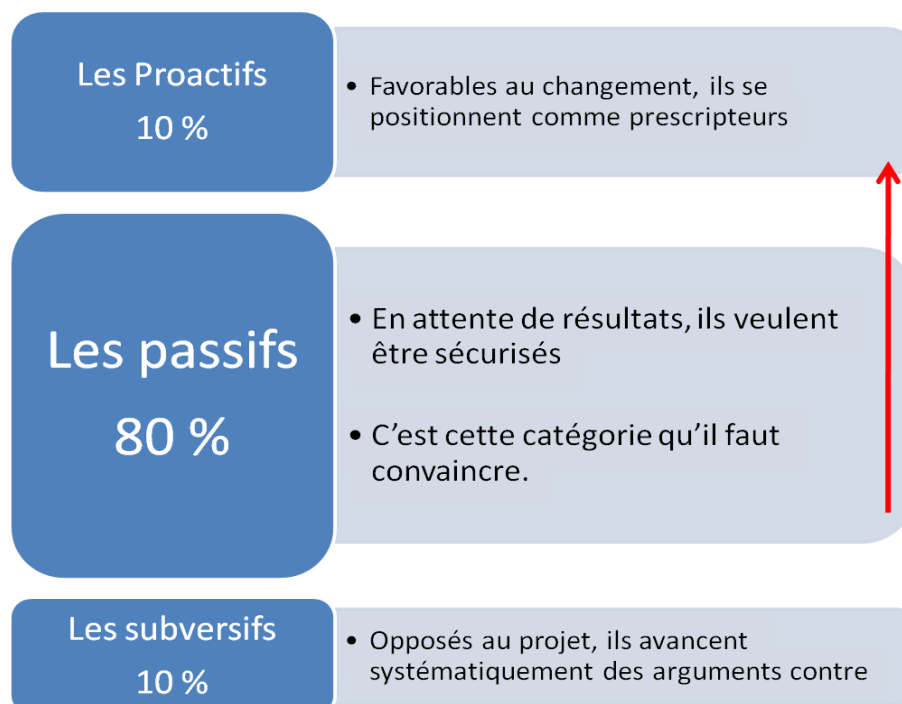 Les Proactifs
10 %
• Favorables au changement, ils se
positionnent comme prescripteurs
Les passifs
80 %
• En attente de résultats, ils veulent
être sécurisés
• C’est cette catégorie qu’il faut
convaincre.
Les subversifs
10 %
• Opposés au projet, ils avancent
systématiquement des arguments contre